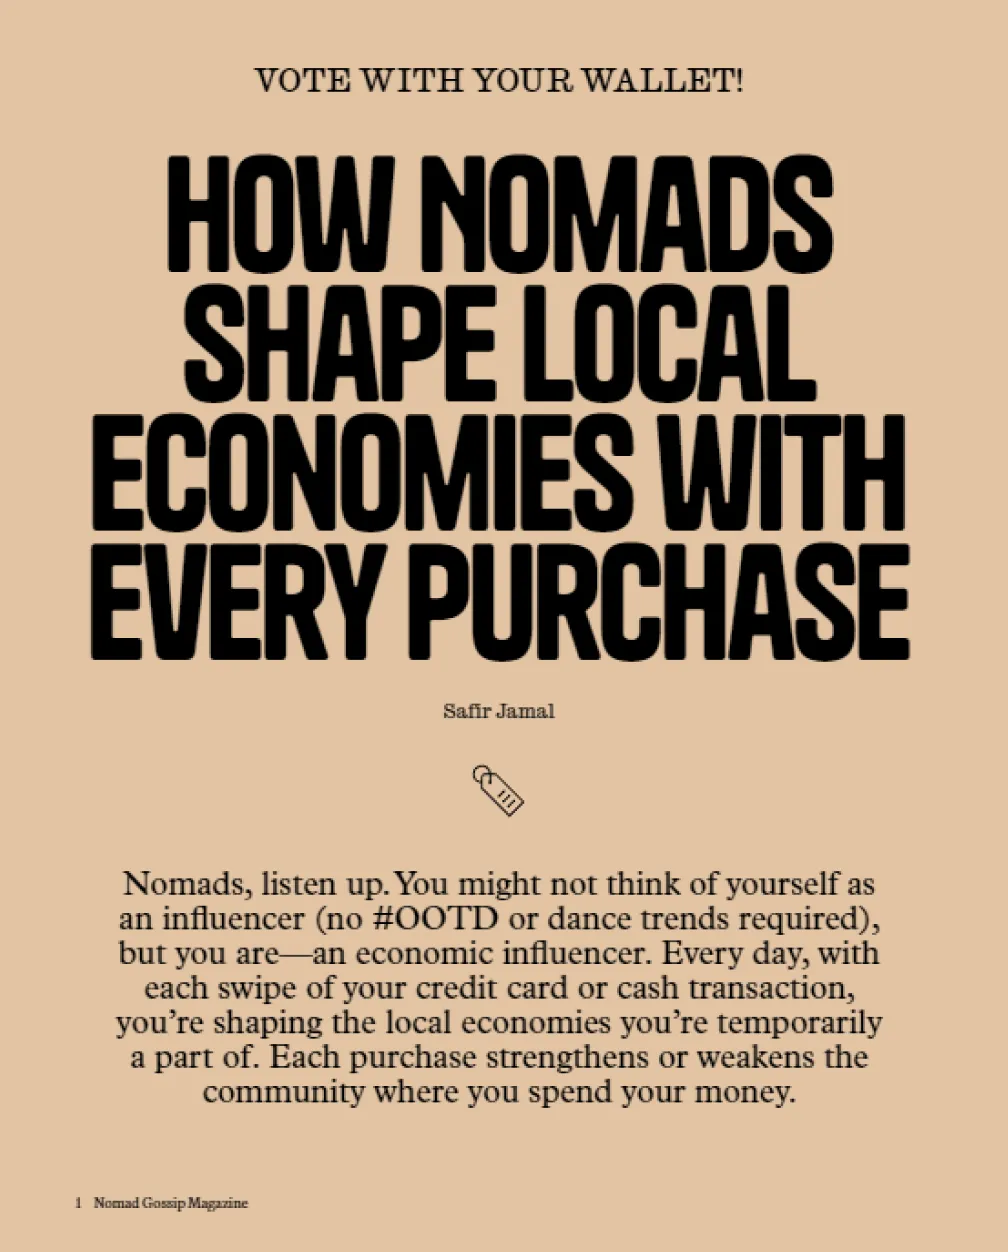 VOTE WITH YOUR WALLET!
HOW NOMADS
SHAPE LOCAL
ECONOMIES WITH
EVERY PURCHASE
Safir Jamal
Nomads, listen up. You might not think of yourself as
an influencer (no #OOTD or dance trends required),
but you are—an economic influencer. Every day, with
each swipe of your credit card or cash transaction,
you’re shaping the local economies you’re temporarily
a part of. Each purchase strengthens or weakens the
community where you spend your money.
1 Nomad Gossip Magazine